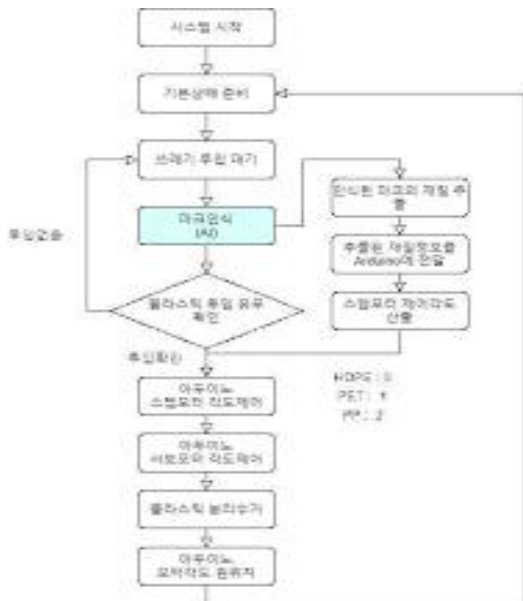 시스템 시작
기본상태 준비
쓰레기 투입 대기
마크인식
(AI)
인식된 마크의 재질 추
출
추출된 재질정보를
Arduino에 전달
스텝모터 제어각도
산출
투입없음
플라스틱 투입 유무
확인
투입확인
HDPE : 0
PET : 1
PP : 2
아두이노
스텝모터 각도제어
아두이노
서보모터 각도제어
플라스틱 분리수거
아두이노
모터각도 원위치